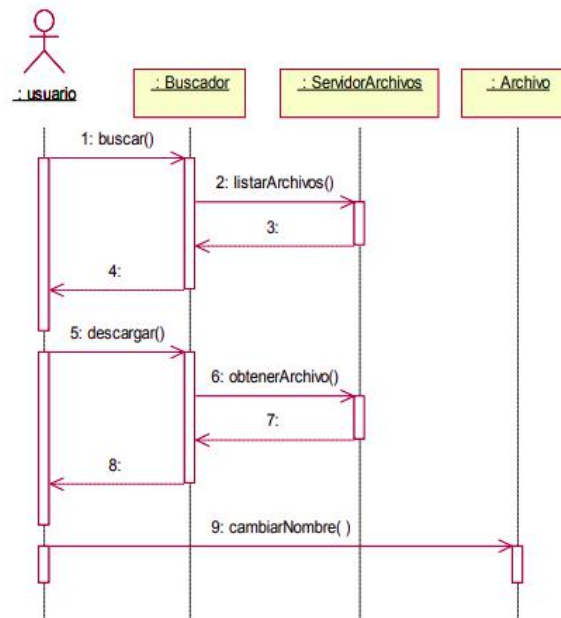 : usuario
: Buscador
: ServidorArchivos
: Archivo
1: buscar()
2: listarArchivos()
3:
4:
5: descargar()
6: obtenerArchivo()
7:
8:
9: cambiarNombre( )